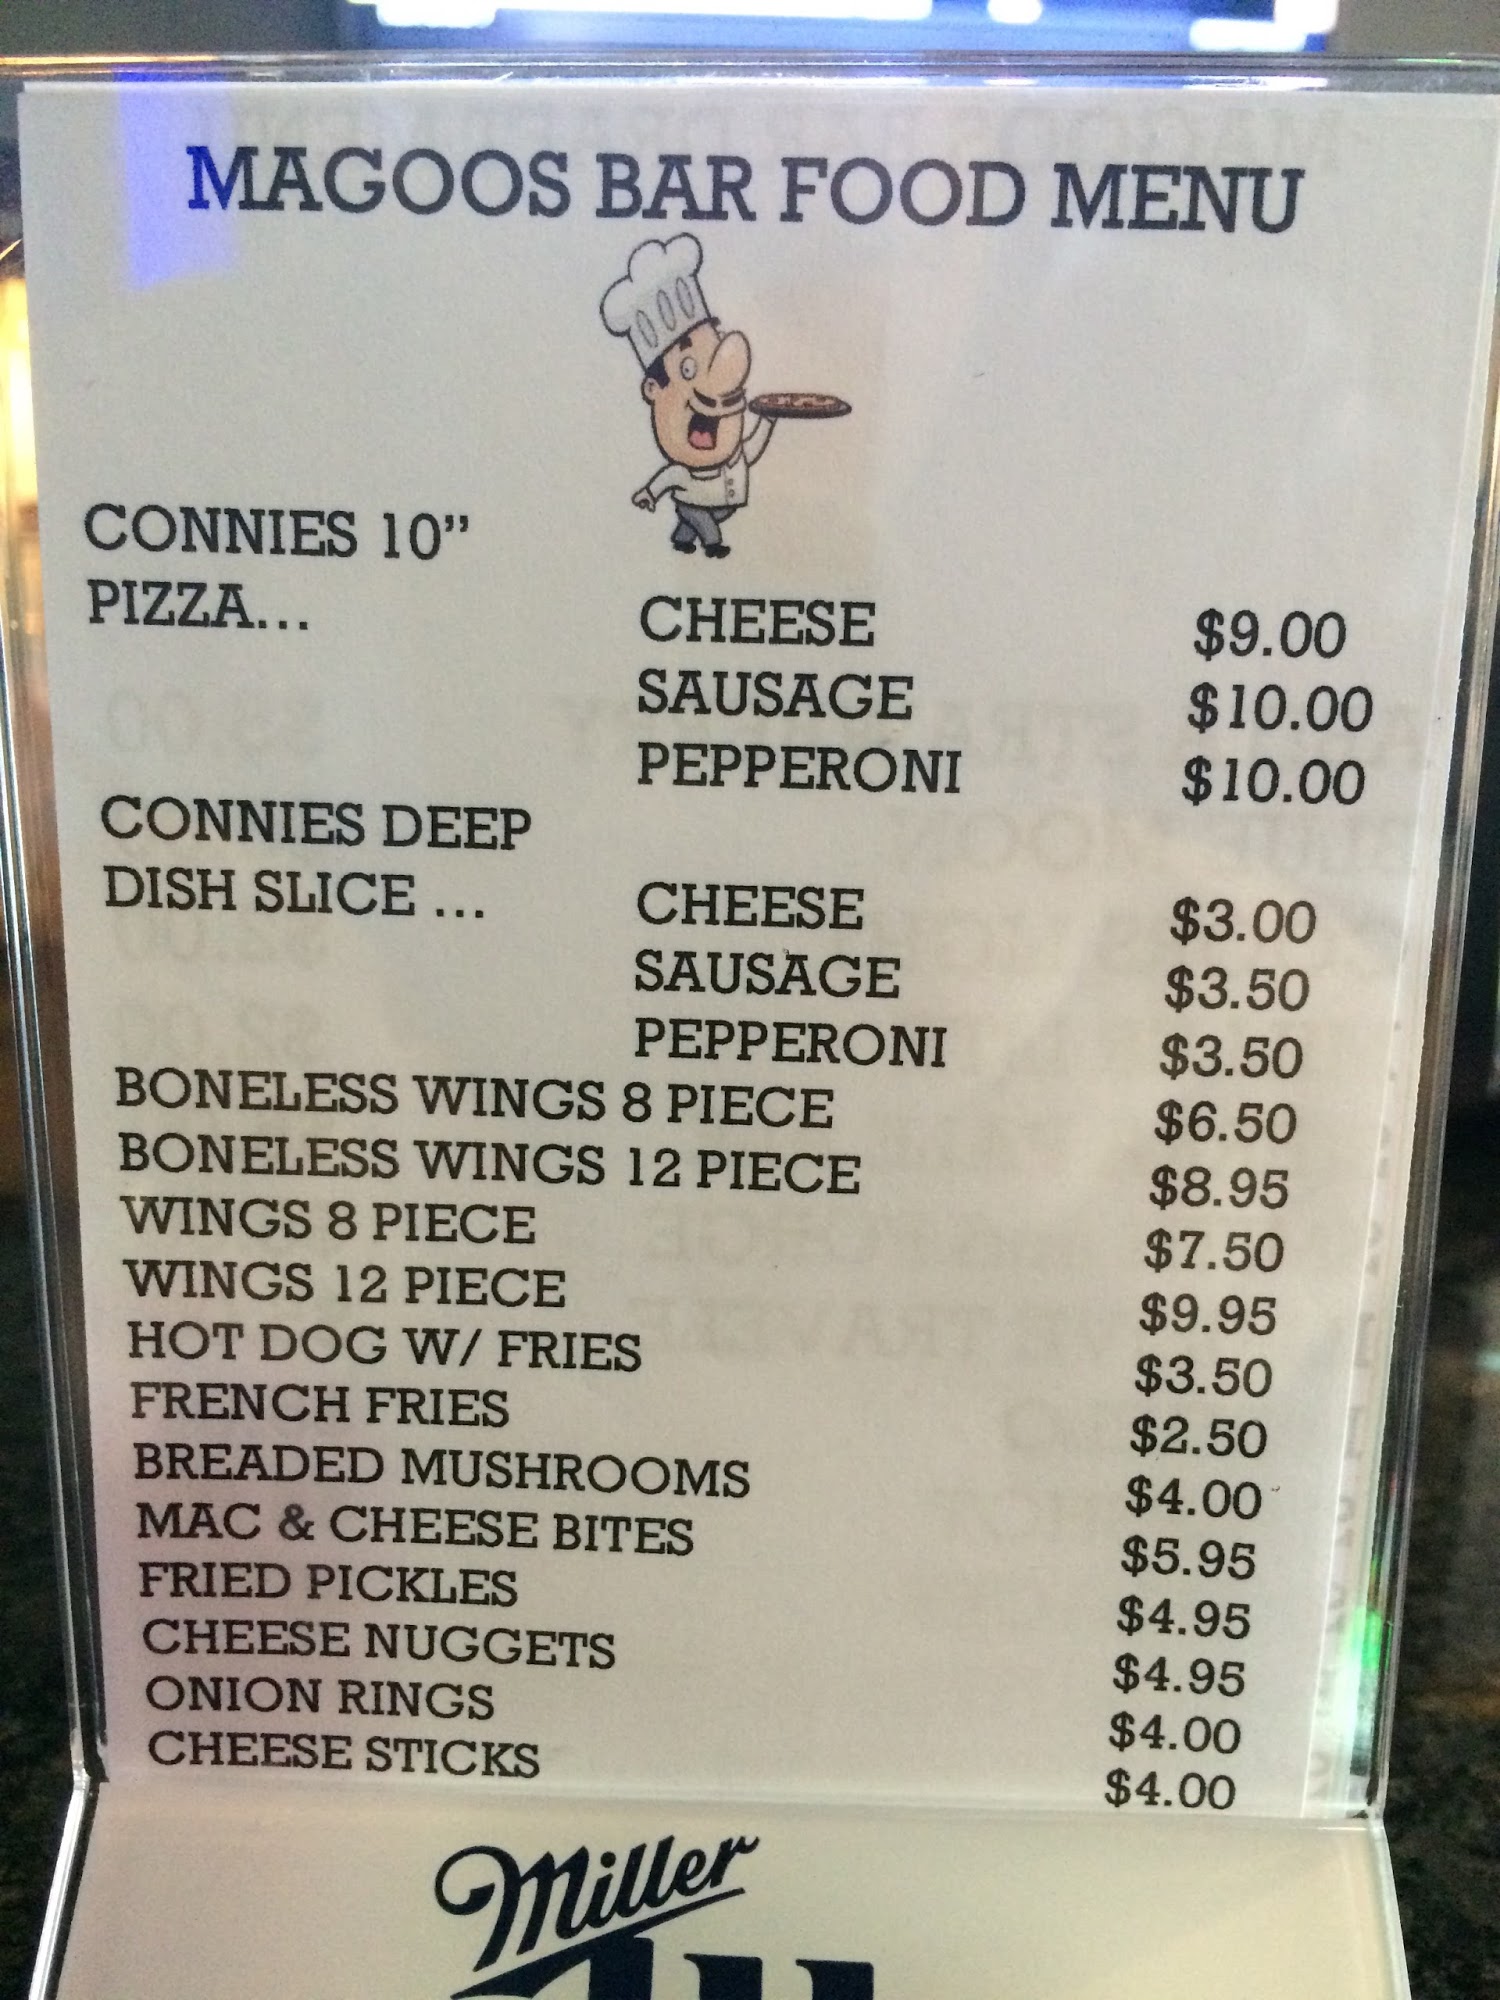 MAGOOS BAR FOOD MENU
CONNIES 10”
PIZZA... CHEESE $9.00
SAUSAGE $10.00
PEPPERONI $10.00
CONNIES DEEP
DISH SLICE ... CHEESE $3.00
SAUSAGE $3.50
PEPPERONI $3.50
BONELESS WINGS 8 PIECE $6.50
BONELESS WINGS 12 PIECE $8.95
WINGS 8 PIECE $7.50
WINGS 12 PIECE $9.95
HOT DOG W/ FRIES $3.50
FRENCH FRIES $2.50
BREADED MUSHROOMS $4.00
MAC & CHEESE BITES $5.95
FRIED PICKLES $4.95
CHEESE NUGGETS $4.95
ONION RINGS $4.00
CHEESE STICKS $4.00
Miller